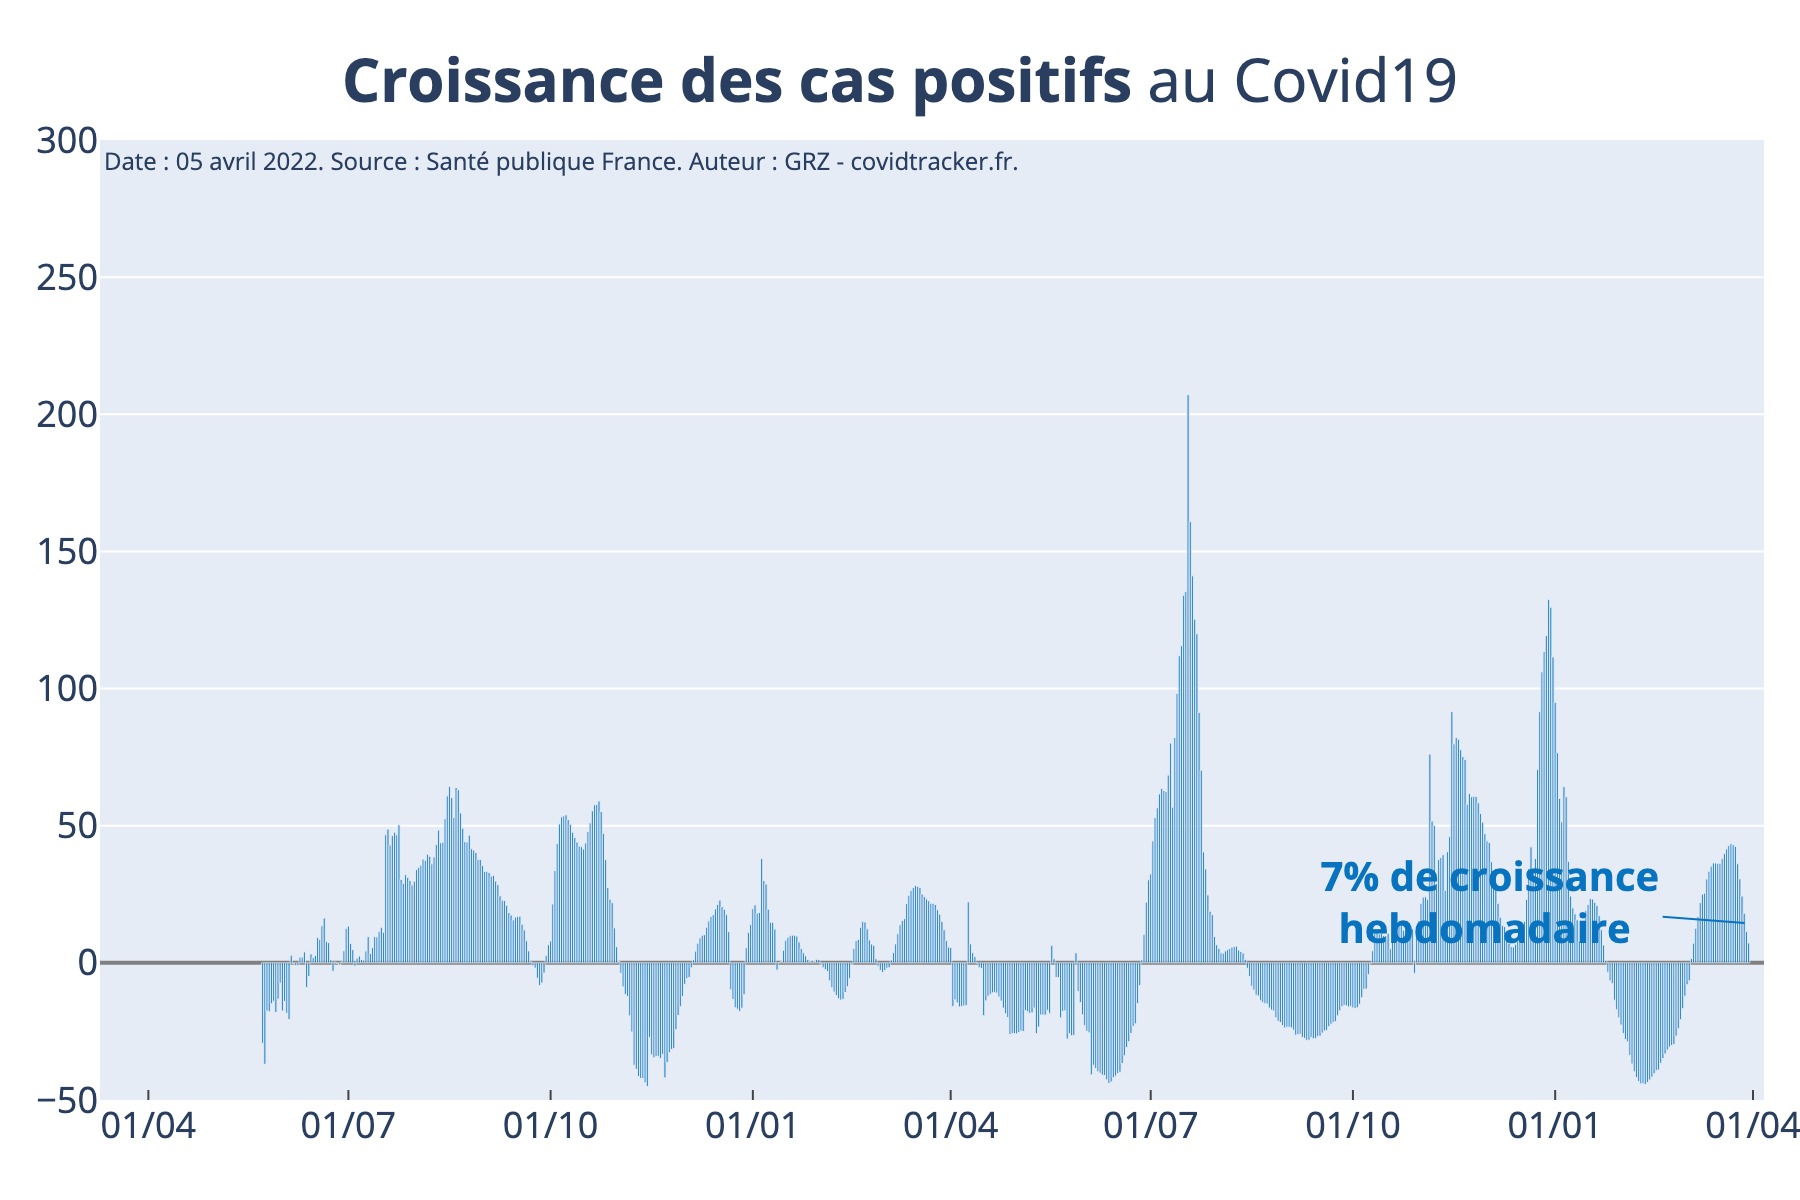 Croissance des cas positifs au Covid19
300
Date : 05 avril 2022. Source : Santé publique France. Auteur : GRZ - covidtracker.fr.
250
200
150
100
50
7% de croissance
hebdomadaire
0
−50
01/04 01/07 01/10 01/01 01/04 01/07 01/10 01/01 01/04